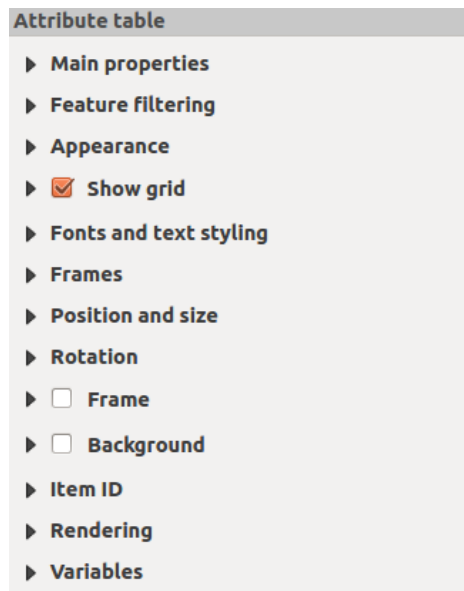 Attribute table
Main properties
Feature filtering
Appearance
Show grid
Fonts and text styling
Frames
Position and size
Rotation
Frame
Background
Item ID
Rendering
Variables